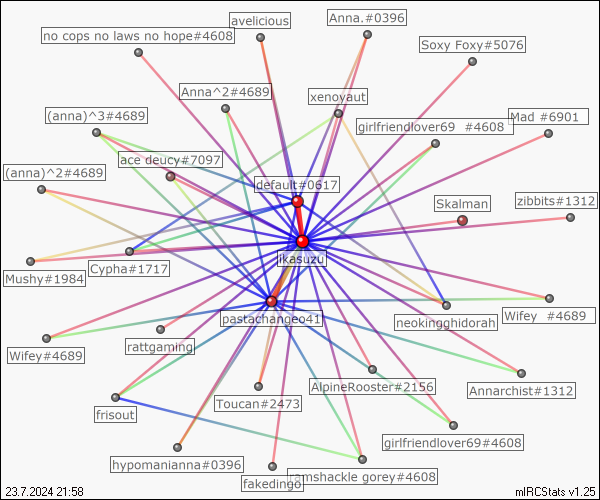 avelicious
Anna.#0396
no cops no laws no hope#4608
Soxy Foxy#5076
Anna^2#4689
xenoyaut
(anna)^3#4689
Mad #6901
girlfriendlover69 #4608
ace deucy#7097
(anna)^2#4689
default#0617
Skalman
zibbits#1312
ikasuzu
Mushy#1984
Cypha#1717
pastachangeo41
neokingghidorah
Wifey #4689
Wifey#4689
rattgaming
AlpineRooster#2156
Annarchist#1312
Toucan#2473
frisout
girlfriendlover69#4608
hypomanianna#0396
fakedingo
mshackle gorey#4608
23.7.2024 21:58
mIRCStats v1.25